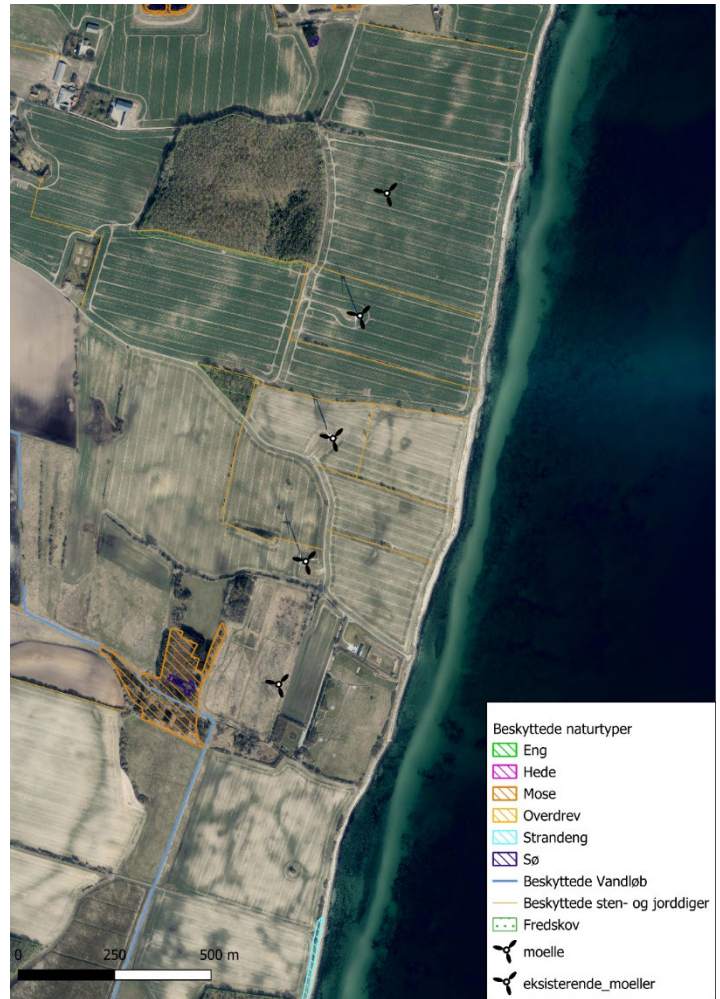 Beskyttede naturtyper
Eng
Hede
Mose
Overdrev
Strandeng
Sø
Beskyttede Vandløb
Beskyttede sten- og jorddiger
Fredskov
moelle
eksisterende_moeller
0 250 500 m